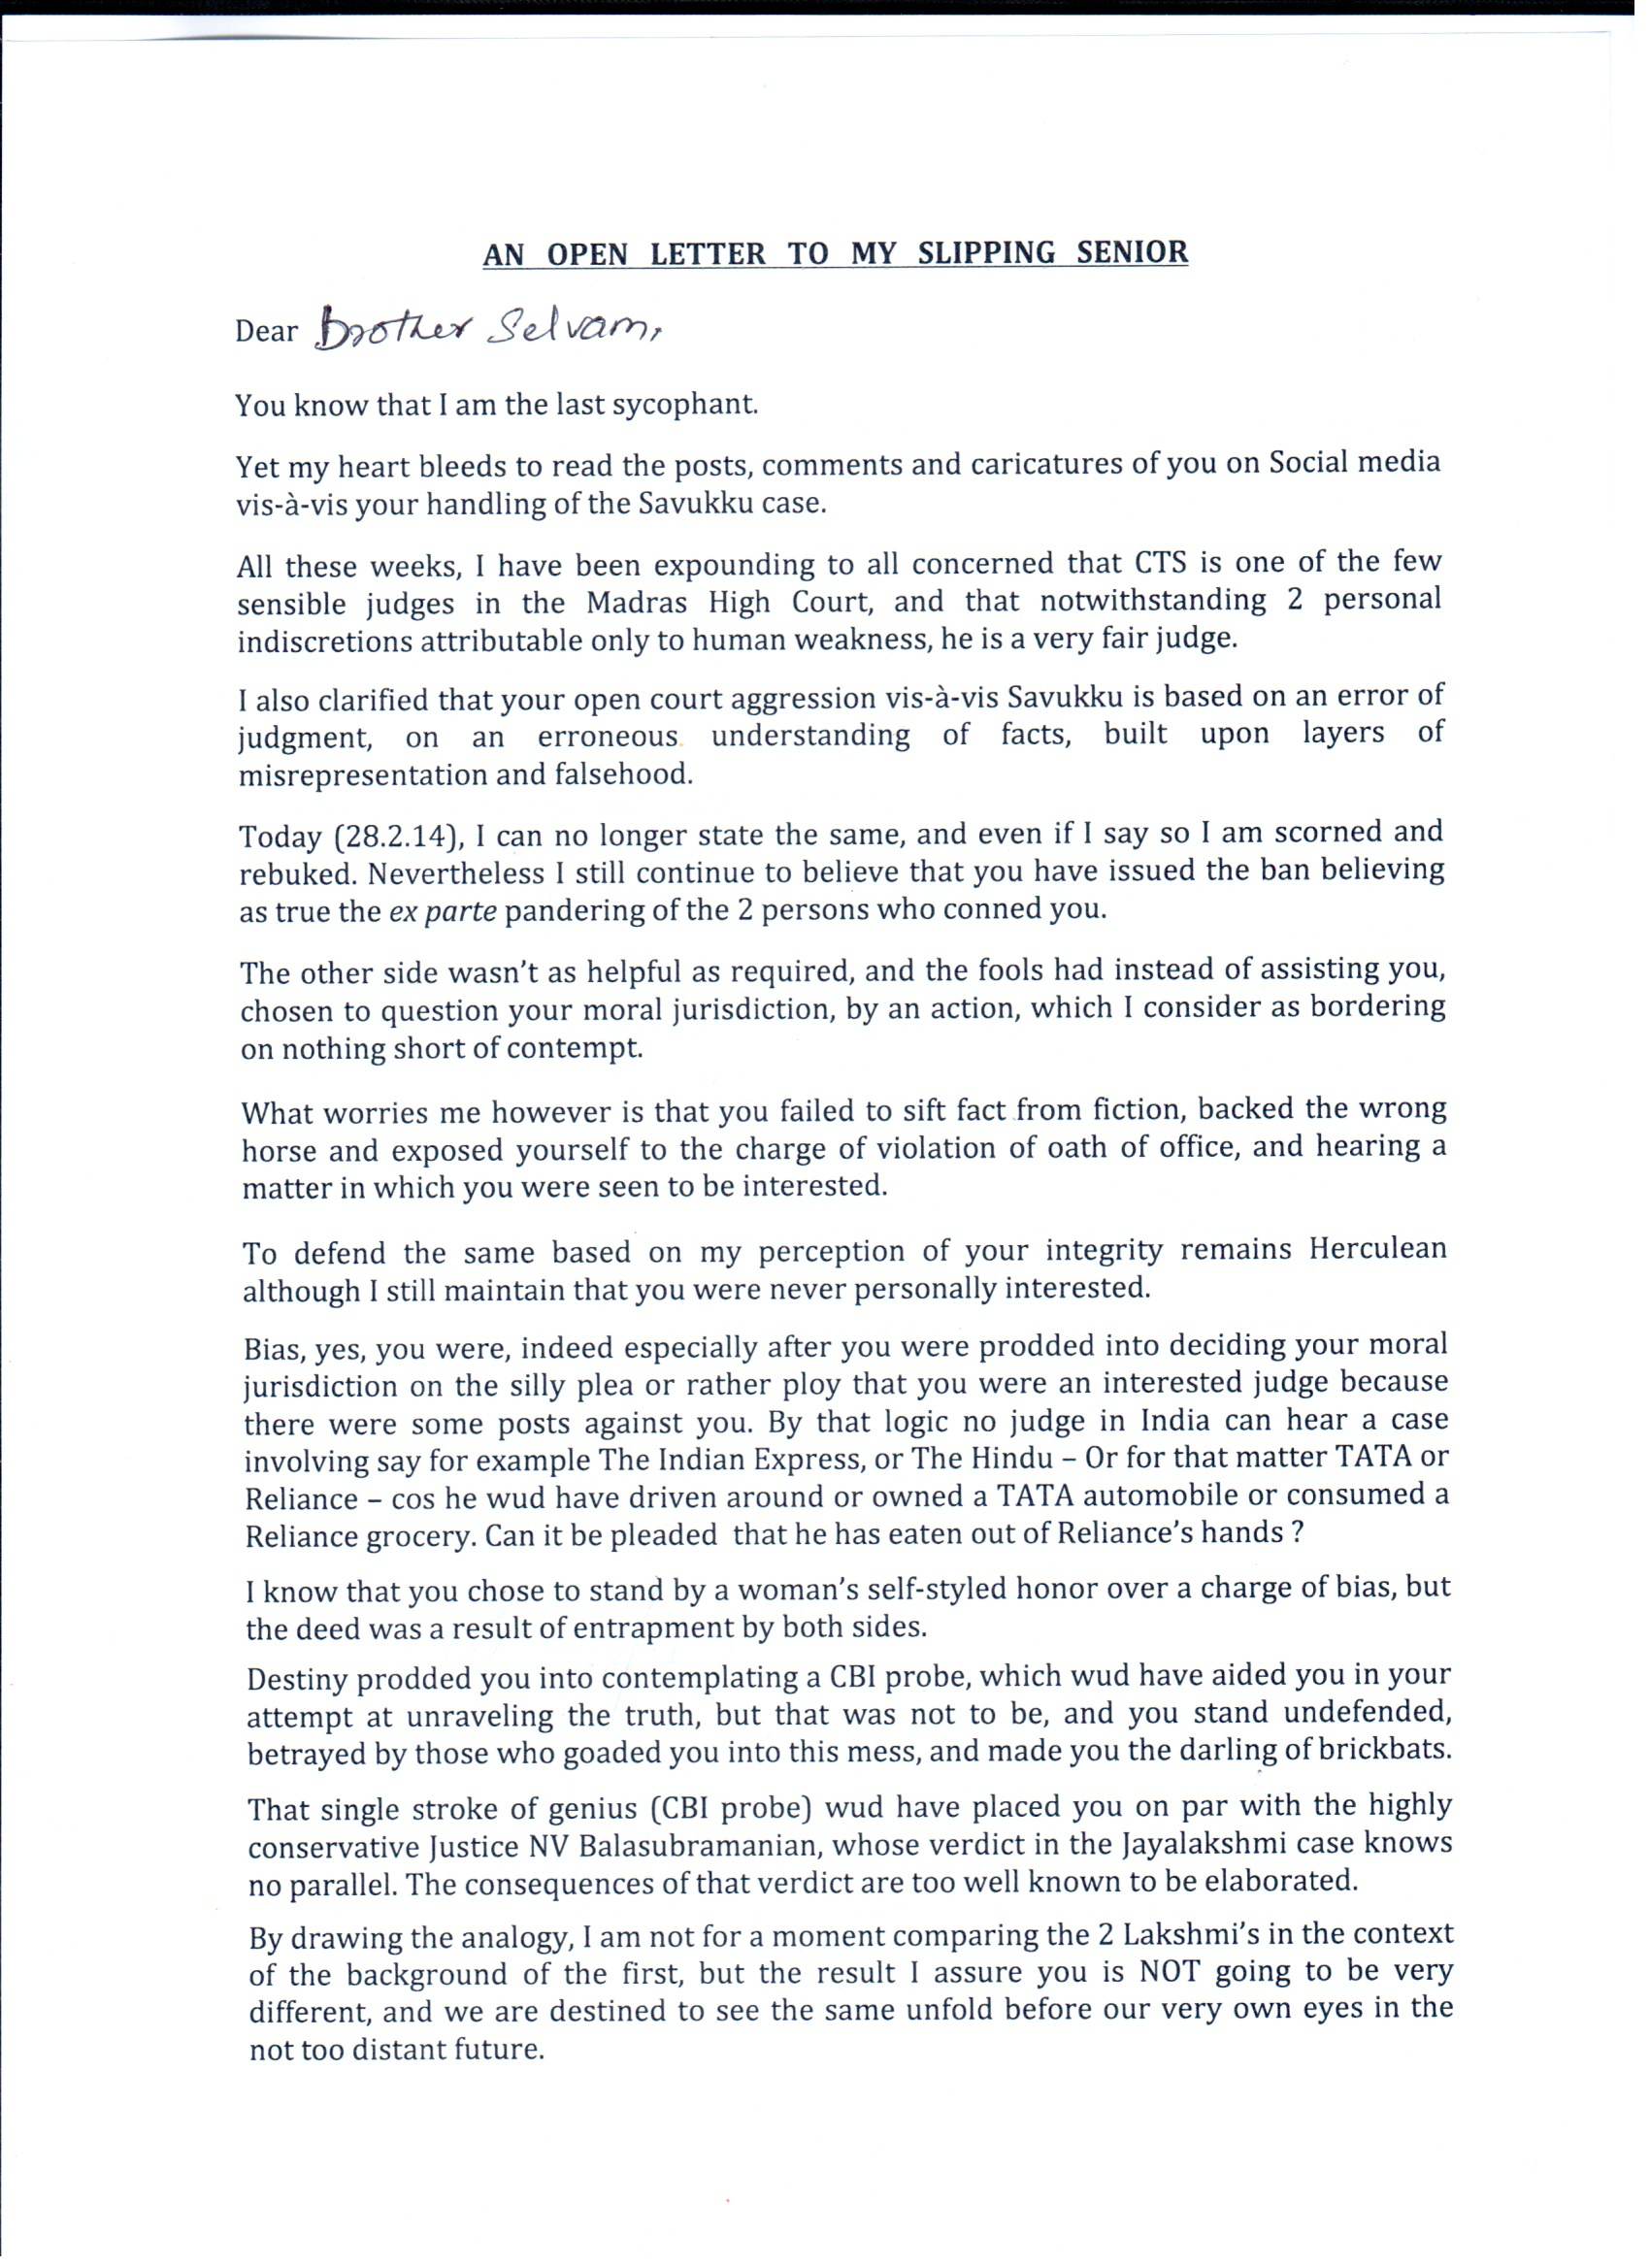 AN OPEN LETTER TO MY SLIPPING SENIOR
Dear Brother Selvam,
You know that I am the last sycophant.
Yet my heart bleeds to read the posts, comments and caricatures of you on Social media
vis-à-vis your handling of the Savukku case.
All these weeks, I have been expounding to all concerned that CTS is one of the few
sensible judges in the Madras High Court, and that notwithstanding 2 personal
indiscretions attributable only to human weakness, he is a very fair judge.
I also clarified that your open court aggression vis-à-vis Savukku is based on an error of
judgment, on an erroneous understanding of facts, built upon layers of
misrepresentation and falsehood.
Today (28.2.14), I can no longer state the same, and even if I say so I am scorned and
rebuked. Nevertheless I still continue to believe that you have issued the ban believing
as true the ex parte pandering of the 2 persons who conned you.
The other side wasn't as helpful as required, and the fools had instead of assisting you,
chosen to question your moral jurisdiction, by an action, which I consider as bordering
on nothing short of contempt.
What worries me however is that you failed to sift fact from fiction, backed the wrong
horse and exposed yourself to the charge of violation of oath of office, and hearing a
matter in which you were seen to be interested.
To defend the same based on my perception of your integrity remains Herculean
although I still maintain that you were never personally interested.
Bias, yes, you were, indeed especially after you were prodded into deciding your moral
jurisdiction on the silly plea or rather ploy that you were an interested judge because
there were some posts against you. By that logic no judge in India can hear a case
involving say for example The Indian Express, or The Hindu – Or for that matter TATA or
Reliance – cos he wud have driven around or owned a TATA automobile or consumed a
Reliance grocery. Can it be pleaded that he has eaten out of Reliance's hands ?
I know that you chose to stand by a woman's self-styled honor over a charge of bias, but
the deed was a result of entrapment by both sides.
Destiny prodded you into contemplating a CBI probe, which wud have aided you in your
attempt at unraveling the truth, but that was not to be, and you stand undefended,
betrayed by those who goaded you into this mess, and made you the darling of brickbats.
That single stroke of genius (CBI probe) wud have placed you on par with the highly
conservative Justice NV Balasubramanian, whose verdict in the Jayalakshmi case knows
no parallel. The consequences of that verdict are too well known to be elaborated.
By drawing the analogy, I am not for a moment comparing the 2 Lakshmi's in the context
of the background of the first, but the result I assure you is NOT going to be very
different, and we are destined to see the same unfold before our very own eyes in the
not too distant future.